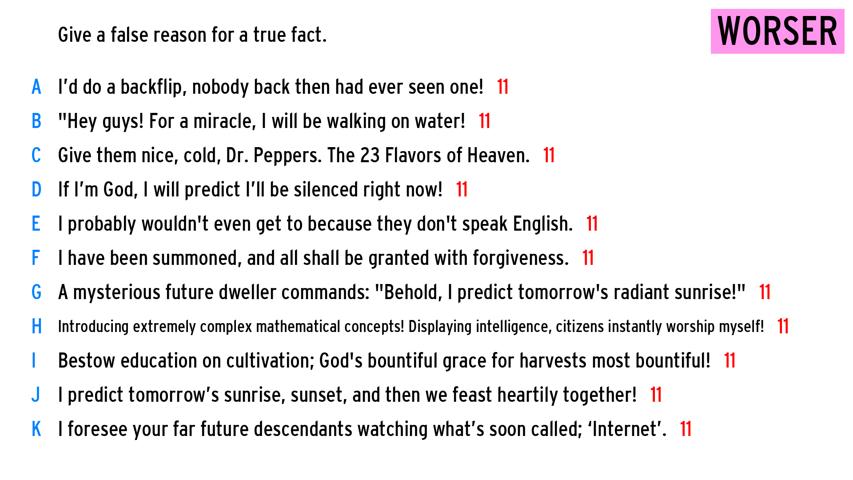 WORSER
Give a false reason for a true fact.
A I’d do a backflip, nobody back then had ever seen one! 11
B "Hey guys! For a miracle, I will be walking on water! 11
C Give them nice, cold, Dr. Peppers. The 23 Flavors of Heaven. 11
D If I’m God, I will predict I’ll be silenced right now! 11
E I probably wouldn't even get to because they don't speak English. 11
F I have been summoned, and all shall be granted with forgiveness. 11
G A mysterious future dweller commands: "Behold, I predict tomorrow's radiant sunrise!" 11
H Introducing extremely complex mathematical concepts! Displaying intelligence, citizens instantly worship myself! 11
I Bestow education on cultivation; God's bountiful grace for harvests most bountiful! 11
J I predict tomorrow’s sunrise, sunset, and then we feast heartily together! 11
K I foresee your far future descendants watching what’s soon called; ‘Internet’. 11